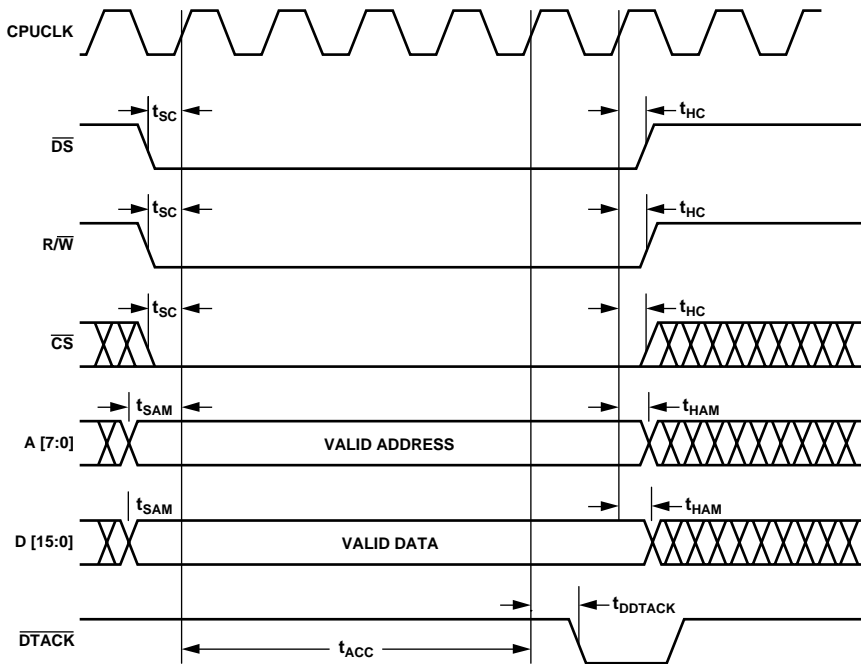 CPUCLK
tSC
tHC
DS
tSC
tHC
R/W
tSC
tHC
CS
tSAM
tHAM
A [7:0]
VALID ADDRESS
tSAM
tHAM
D [15:0]
VALID DATA
tDDTACK
DTACK
tACC